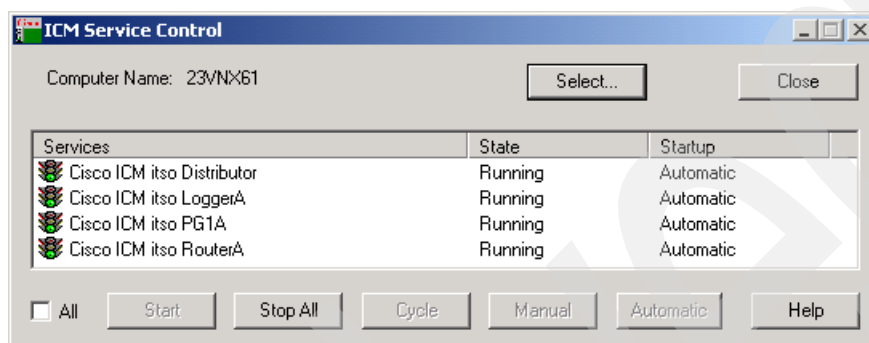 ICM Service Control
Computer Name: 23VNX61 Select... Close
Services State Startup
Cisco ICM itso Distributor Running Automatic
Cisco ICM itso LoggerA Running Automatic
Cisco ICM itso PG1A Running Automatic
Cisco ICM itso RouterA Running Automatic
All Start Stop All Cycle Manual Automatic Help